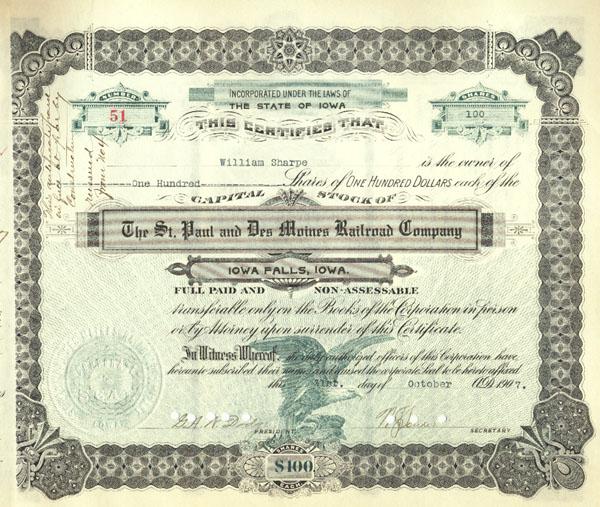 NUMBER
51
SHARES
100
INCORPORATED UNDER THE LAWS OF
THE STATE OF IOWA
THIS CERTIFIES THAT
William Sharpe is the owner of
One Hundred Shares of ONE HUNDRED DOLLARS each of the
CAPITAL STOCK OF
The St. Paul and Des Moines Railroad Company
IOWA FALLS, IOWA.
FULL PAID AND NON-ASSESSABLE
transferable only on the Books of the Corporation in person
or by Attorney upon surrender of this Certificate.
In Witness Whereof, the duly authorized officers of this Corporation have
hereunto subscribed their names and caused the corporate Seal to be hereto affixed
this 31st. day of October A.D. 1907.
PRESIDENT
SECRETARY
SHARES
$100
EACH